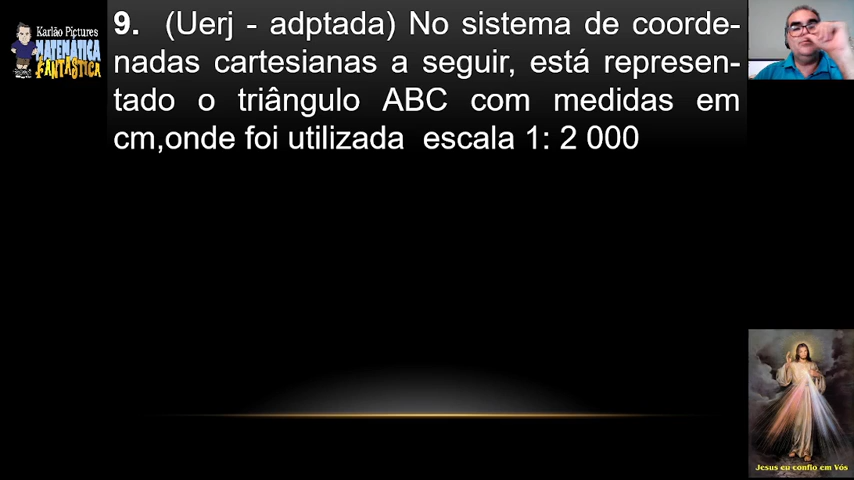 Karlão Pictures
MATEMÁTICA
FANTÁSTICA
9. (Uerj - adptada) No sistema de coorde-
nadas cartesianas a seguir, está represen-
tado o triângulo ABC com medidas em
cm,onde foi utilizada escala 1: 2 000
Jesus eu confio em Vós